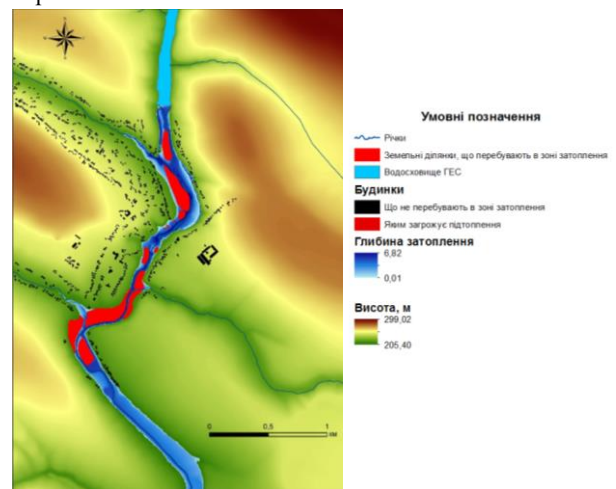 Умовні позначення
Річки
Земельні ділянки, що перебувають в зоні затоплення
Водосховище ГЕС
Будинки
Що не перебувають в зоні затоплення
Яким загрожує підтоплення
Глибина затоплення
6,82
0,01
Висота, м
299,02
205,40
0 0,5 1
км